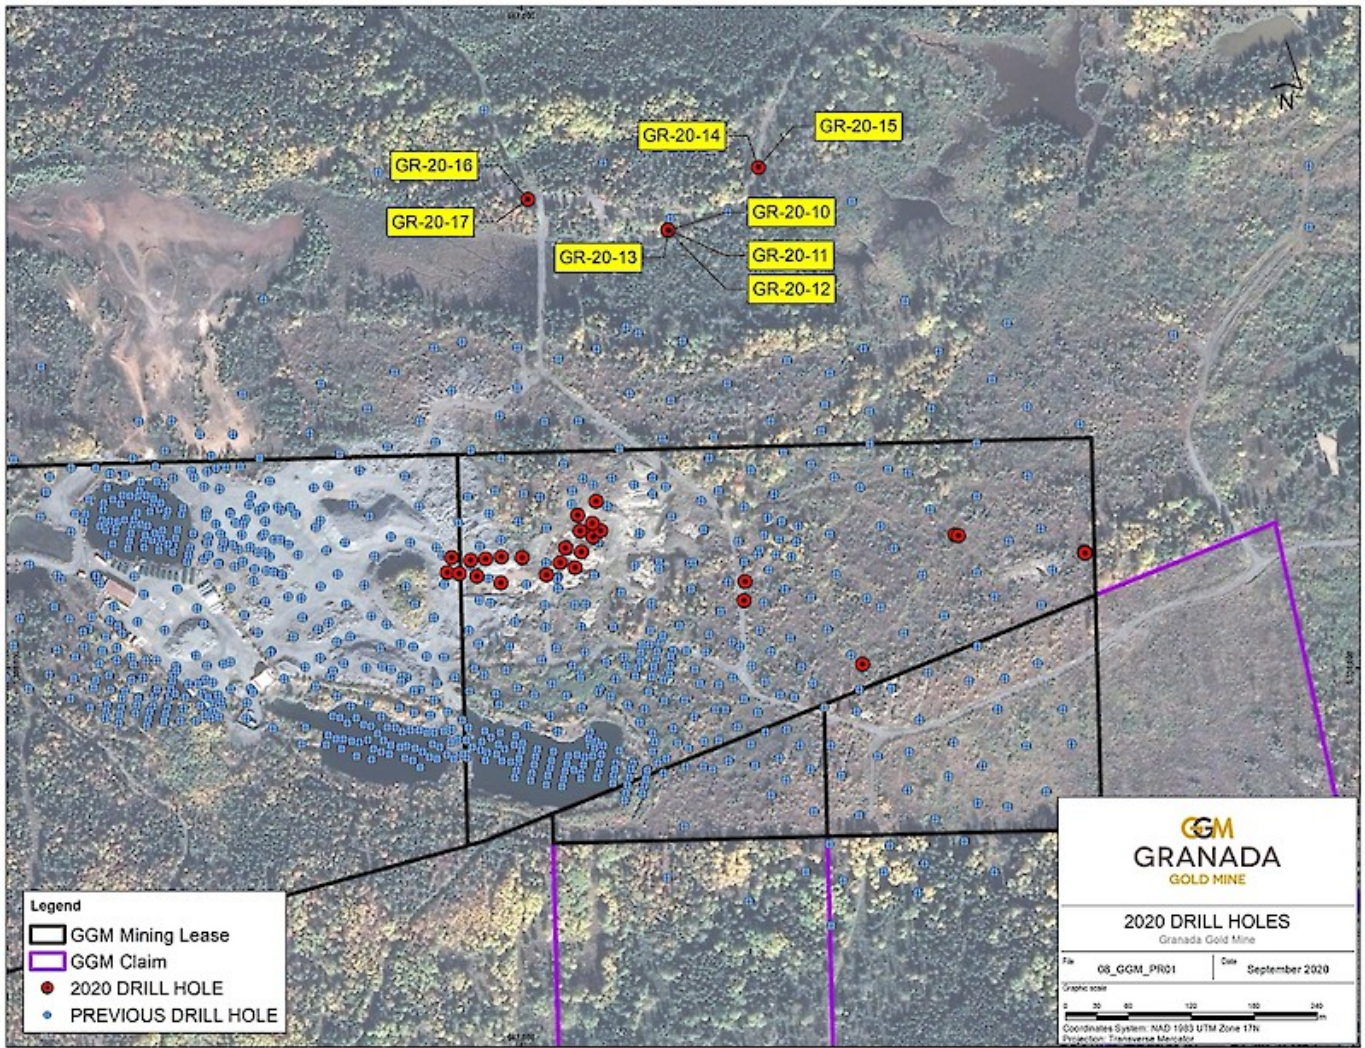 N
GR-20-14
GR-20-15
GR-20-16
GR-20-17
GR-20-10
GR-20-13
GR-20-11
GR-20-12
Legend
GGM Mining Lease
GGM Claim
2020 DRILL HOLE
PREVIOUS DRILL HOLE
GGM
GRANADA
GOLD MINE
2020 DRILL HOLES
Granada Gold Mine
File 08_GGM_PR01 Date September 2020
Graphic scale
0 30 60 120 180 240
m
Coordinates System: NAD 1983 UTM Zone 17N
Projection: Transverse Mercator